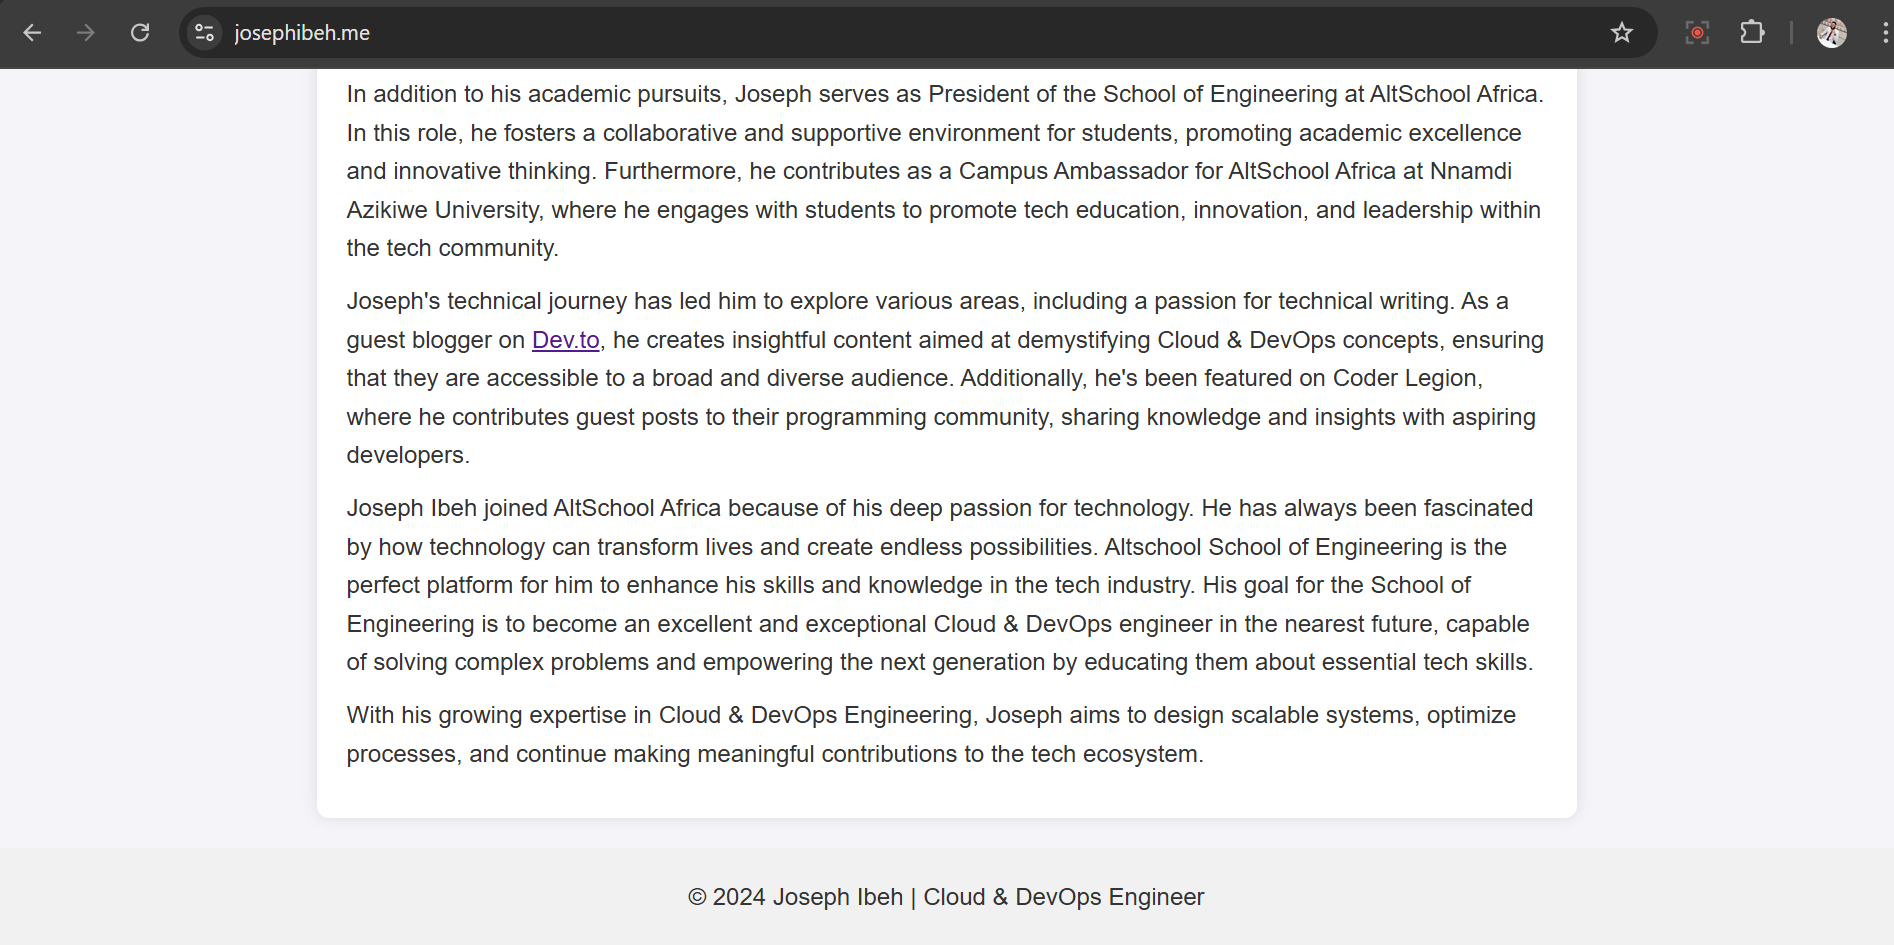 josephibeh.me
In addition to his academic pursuits, Joseph serves as President of the School of Engineering at AltSchool Africa.
In this role, he fosters a collaborative and supportive environment for students, promoting academic excellence
and innovative thinking. Furthermore, he contributes as a Campus Ambassador for AltSchool Africa at Nnamdi
Azikiwe University, where he engages with students to promote tech education, innovation, and leadership within
the tech community.
Joseph's technical journey has led him to explore various areas, including a passion for technical writing. As a
guest blogger on Dev.to, he creates insightful content aimed at demystifying Cloud & DevOps concepts, ensuring
that they are accessible to a broad and diverse audience. Additionally, he's been featured on Coder Legion,
where he contributes guest posts to their programming community, sharing knowledge and insights with aspiring
developers.
Joseph Ibeh joined AltSchool Africa because of his deep passion for technology. He has always been fascinated
by how technology can transform lives and create endless possibilities. Altschool School of Engineering is the
perfect platform for him to enhance his skills and knowledge in the tech industry. His goal for the School of
Engineering is to become an excellent and exceptional Cloud & DevOps engineer in the nearest future, capable
of solving complex problems and empowering the next generation by educating them about essential tech skills.
With his growing expertise in Cloud & DevOps Engineering, Joseph aims to design scalable systems, optimize
processes, and continue making meaningful contributions to the tech ecosystem.
© 2024 Joseph Ibeh | Cloud & DevOps Engineer